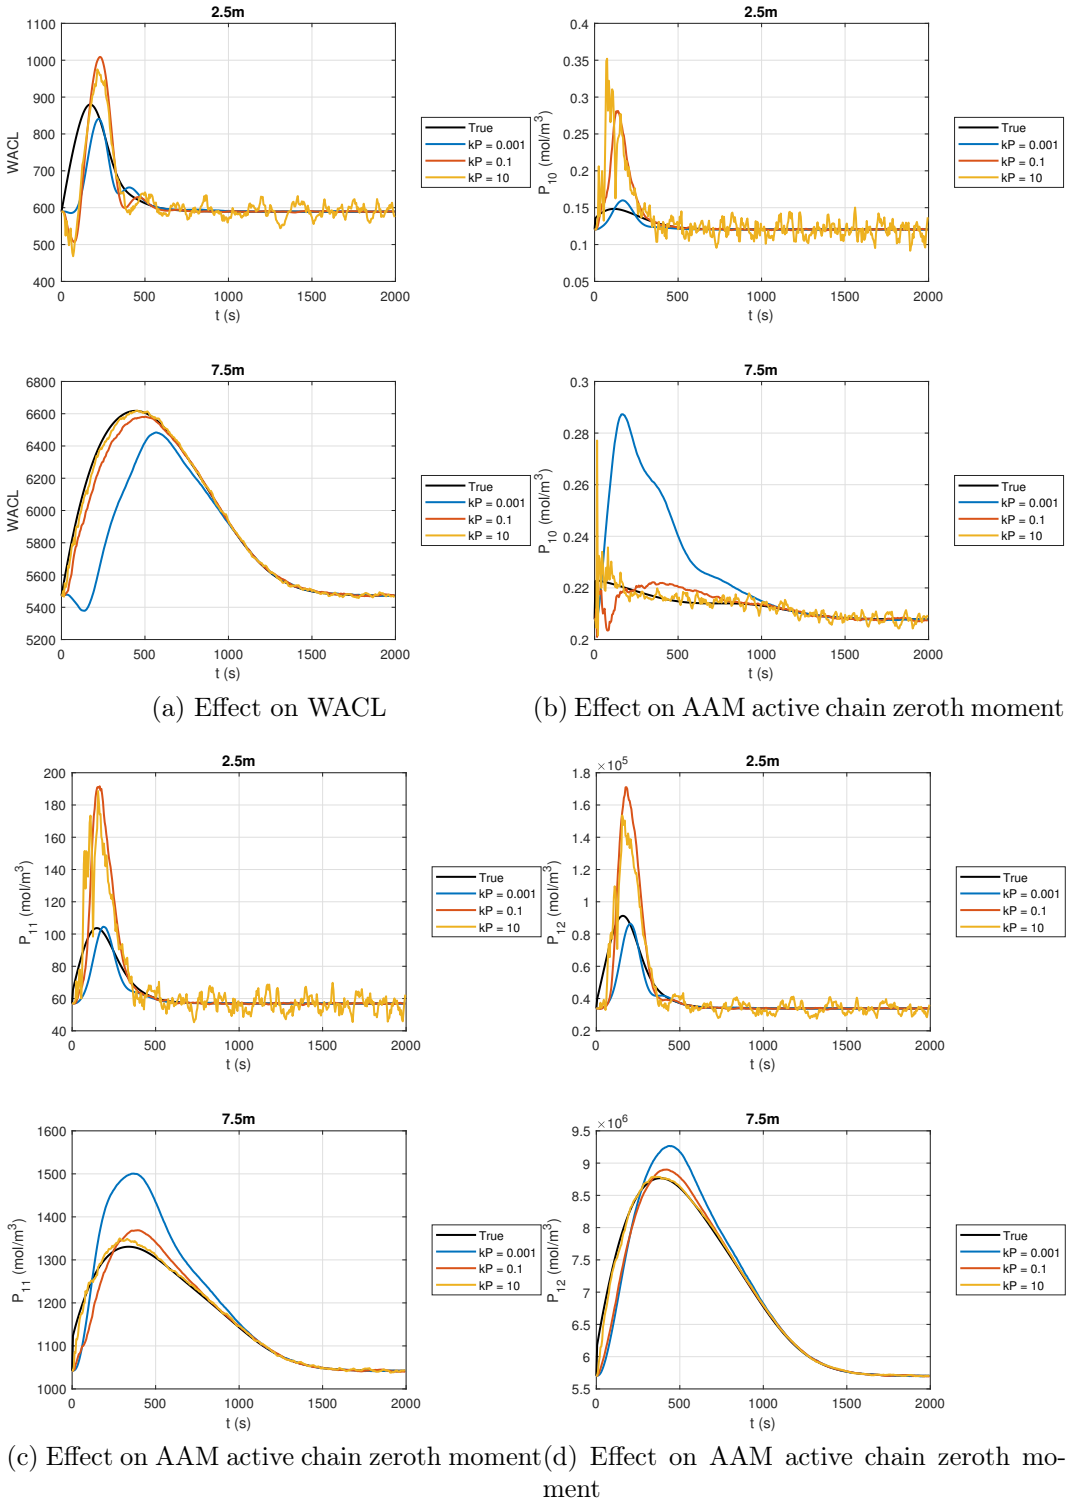 2.5m
1100
1000
900
800
700
600
500
400
WACL
0 500 1000 1500 2000
t (s)
True
kP = 0.001
kP = 0.1
kP = 10
2.5m
0.4
0.35
0.3
0.25
0.2
0.15
0.1
0.05
P10 (mol/m3)
0 500 1000 1500 2000
t (s)
True
kP = 0.001
kP = 0.1
kP = 10
7.5m
6800
6600
6400
6200
6000
5800
5600
5400
5200
WACL
0 500 1000 1500 2000
t (s)
True
kP = 0.001
kP = 0.1
kP = 10
7.5m
0.3
0.28
0.26
0.24
0.22
0.2
P10 (mol/m3)
0 500 1000 1500 2000
t (s)
True
kP = 0.001
kP = 0.1
kP = 10
(a) Effect on WACL
(b) Effect on AAM active chain zeroth moment
2.5m
200
180
160
140
120
100
80
60
40
P11 (mol/m3)
0 500 1000 1500 2000
t (s)
True
kP = 0.001
kP = 0.1
kP = 10
×10^5
2.5m
1.8
1.6
1.4
1.2
1
0.8
0.6
0.4
0.2
P12 (mol/m3)
0 500 1000 1500 2000
t (s)
True
kP = 0.001
kP = 0.1
kP = 10
7.5m
1600
1500
1400
1300
1200
1100
1000
P11 (mol/m3)
0 500 1000 1500 2000
t (s)
True
kP = 0.001
kP = 0.1
kP = 10
×10^6
7.5m
9.5
9
8.5
8
7.5
7
6.5
6
5.5
P12 (mol/m3)
0 500 1000 1500 2000
t (s)
True
kP = 0.001
kP = 0.1
kP = 10
(c) Effect on AAM active chain zeroth moment
(d) Effect on AAM active chain zeroth mo-
ment